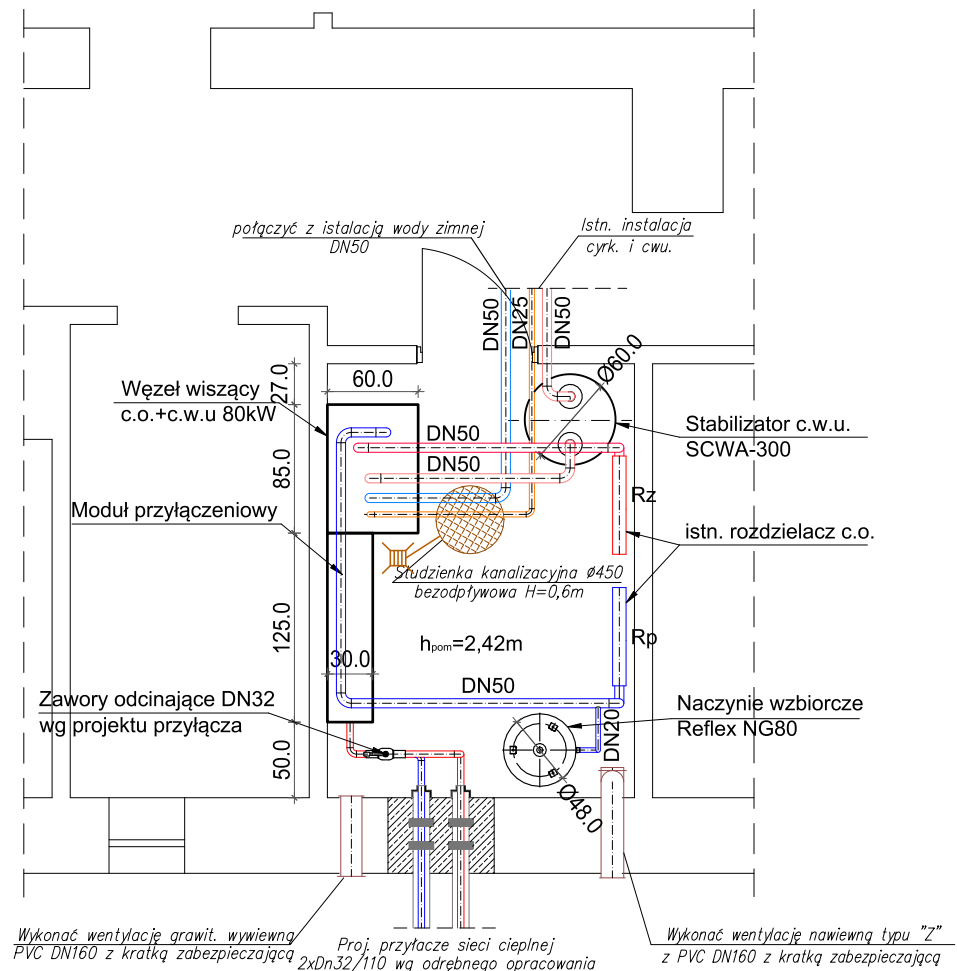 połączyć z istalacją wody zimnej
DN50
Istn. instalacja
cyrk. i cwu.
DN50
DN25
DN50
27.0
60.0
Ø60.0
Węzeł wiszący
c.o.+c.w.u 80kW
DN50
Stabilizator c.w.u.
SCWA-300
85.0
DN50
Rz
Moduł przyłączeniowy
istn. rozdzielacz c.o.
Studzienka kanalizacyjna Ø450
bezodpływowa H=0,6m
125.0
hpom=2,42m
Rp
30.0
DN50
Zawory odcinające DN32
wg projektu przyłącza
Naczynie wzbiorcze
Reflex NG80
DN20
50.0
Ø48.0
Wykonać wentylację grawit. wywiewną
PVC DN160 z kratką zabezpieczającą
Proj. przyłacze sieci cieplnej
2xDn32/110 wg odrębnego opracowania
Wykonać wentylację nawiewną typu "Z"
z PVC DN160 z kratką zabezpieczającą